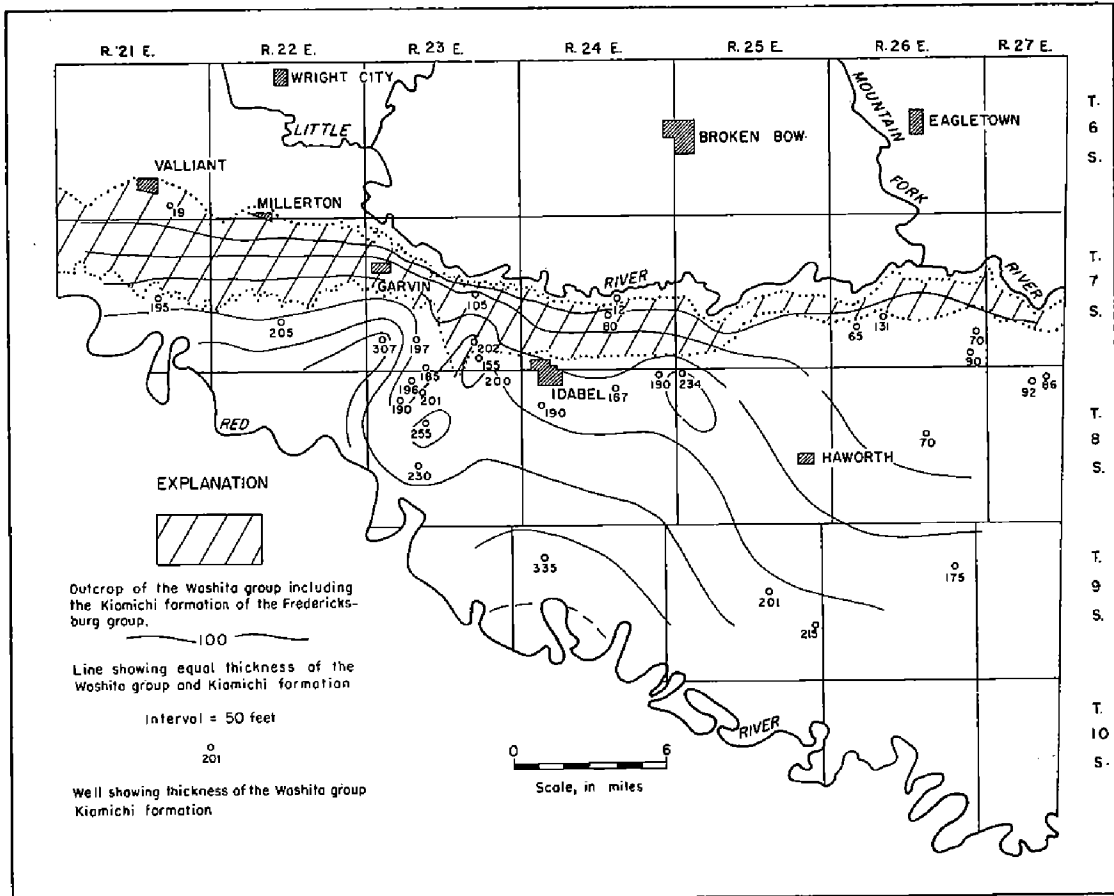 R. 21 E. R. 22 E. R. 23 E. R. 24 E. R. 25 E. R. 26 E. R. 27 E.
WRIGHT CITY
LITTLE
BROKEN BOW
MOUNTAIN
FORK
EAGLETOWN
T.
6
S.
VALLIANT
19
MILLERTON
GARVIN
RIVER
RIVER
T.
7
S.
195
205
307
197
105
12
80
202
155
185
196
190
201
200
255
230
IDABEL
190
167
190
234
65
131
70
90
92
86
RED
HAWORTH
70
T.
8
S.
335
201
215
175
T.
9
S.
RIVER
T.
10
S.
EXPLANATION
Outcrop of the Washita group including
the Kiamichi formation of the Fredericks-
burg group.
100
Line showing equal thickness of the
Washita group and Kiamichi formation
Interval = 50 feet
201
Well showing thickness of the Washita group
Kiamichi formation
0 6
Scale, in miles